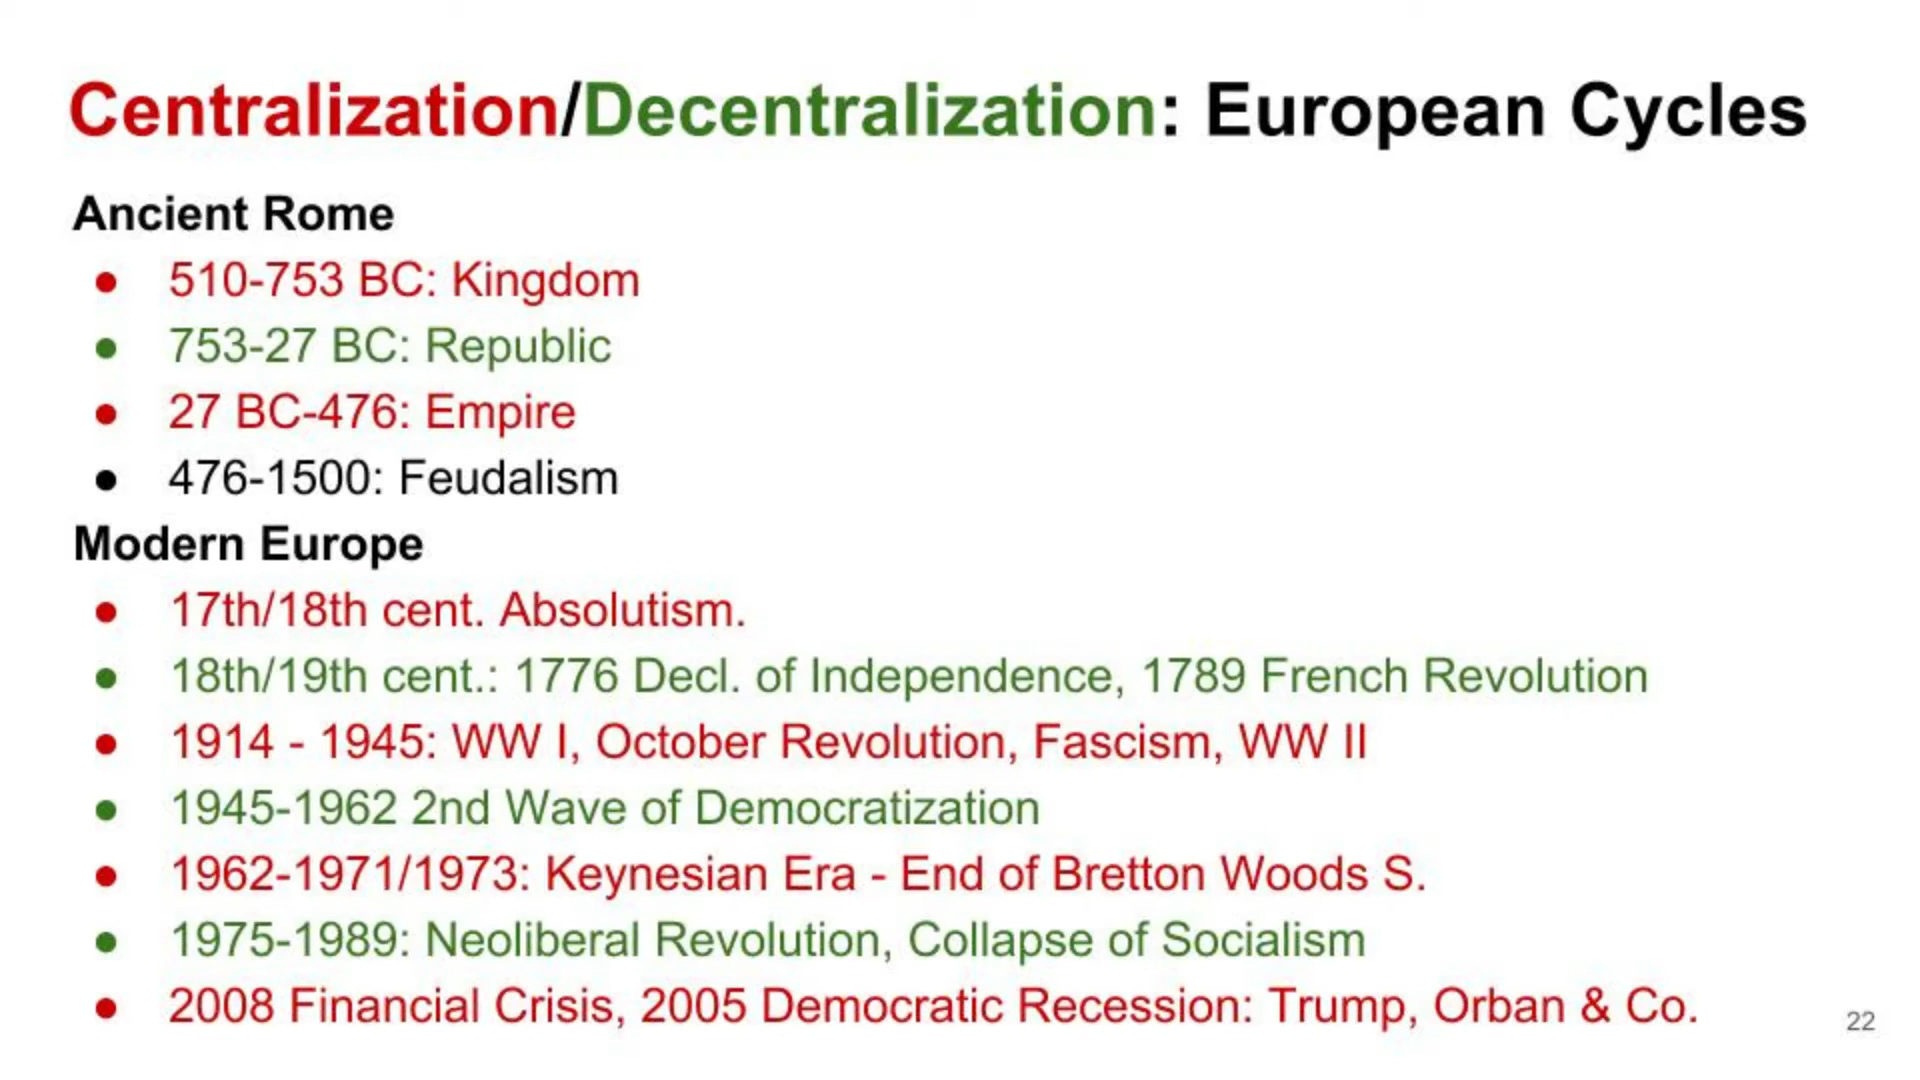 Centralization/Decentralization: European Cycles
Ancient Rome
● 510-753 BC: Kingdom
● 753-27 BC: Republic
● 27 BC-476: Empire
● 476-1500: Feudalism
Modern Europe
● 17th/18th cent. Absolutism.
● 18th/19th cent.: 1776 Decl. of Independence, 1789 French Revolution
● 1914 - 1945: WW I, October Revolution, Fascism, WW II
● 1945-1962 2nd Wave of Democratization
● 1962-1971/1973: Keynesian Era - End of Bretton Woods S.
● 1975-1989: Neoliberal Revolution, Collapse of Socialism
● 2008 Financial Crisis, 2005 Democratic Recession: Trump, Orban & Co.
22